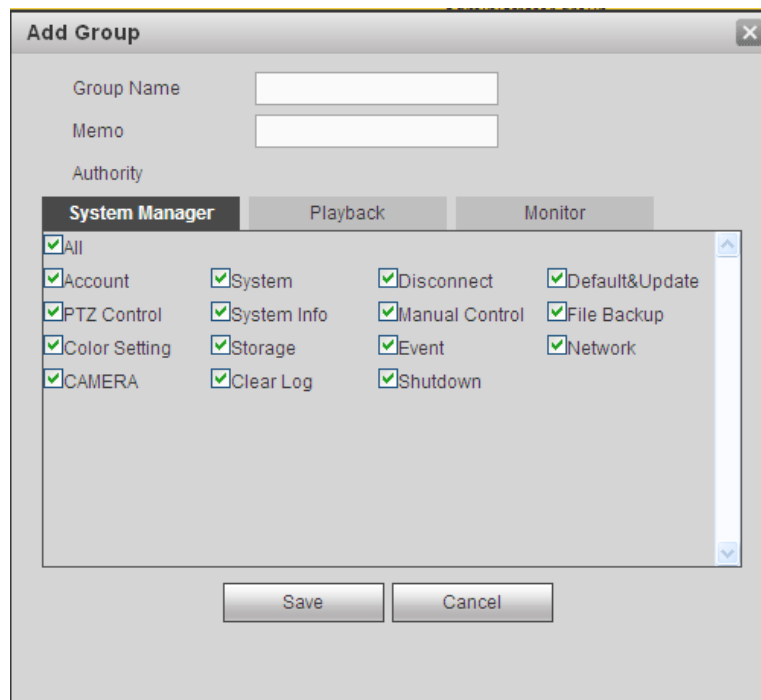 Add Group
Group Name
Memo
Authority
System Manager Playback Monitor
All
Account System Disconnect Default&Update
PTZ Control System Info Manual Control File Backup
Color Setting Storage Event Network
CAMERA Clear Log Shutdown
Save Cancel